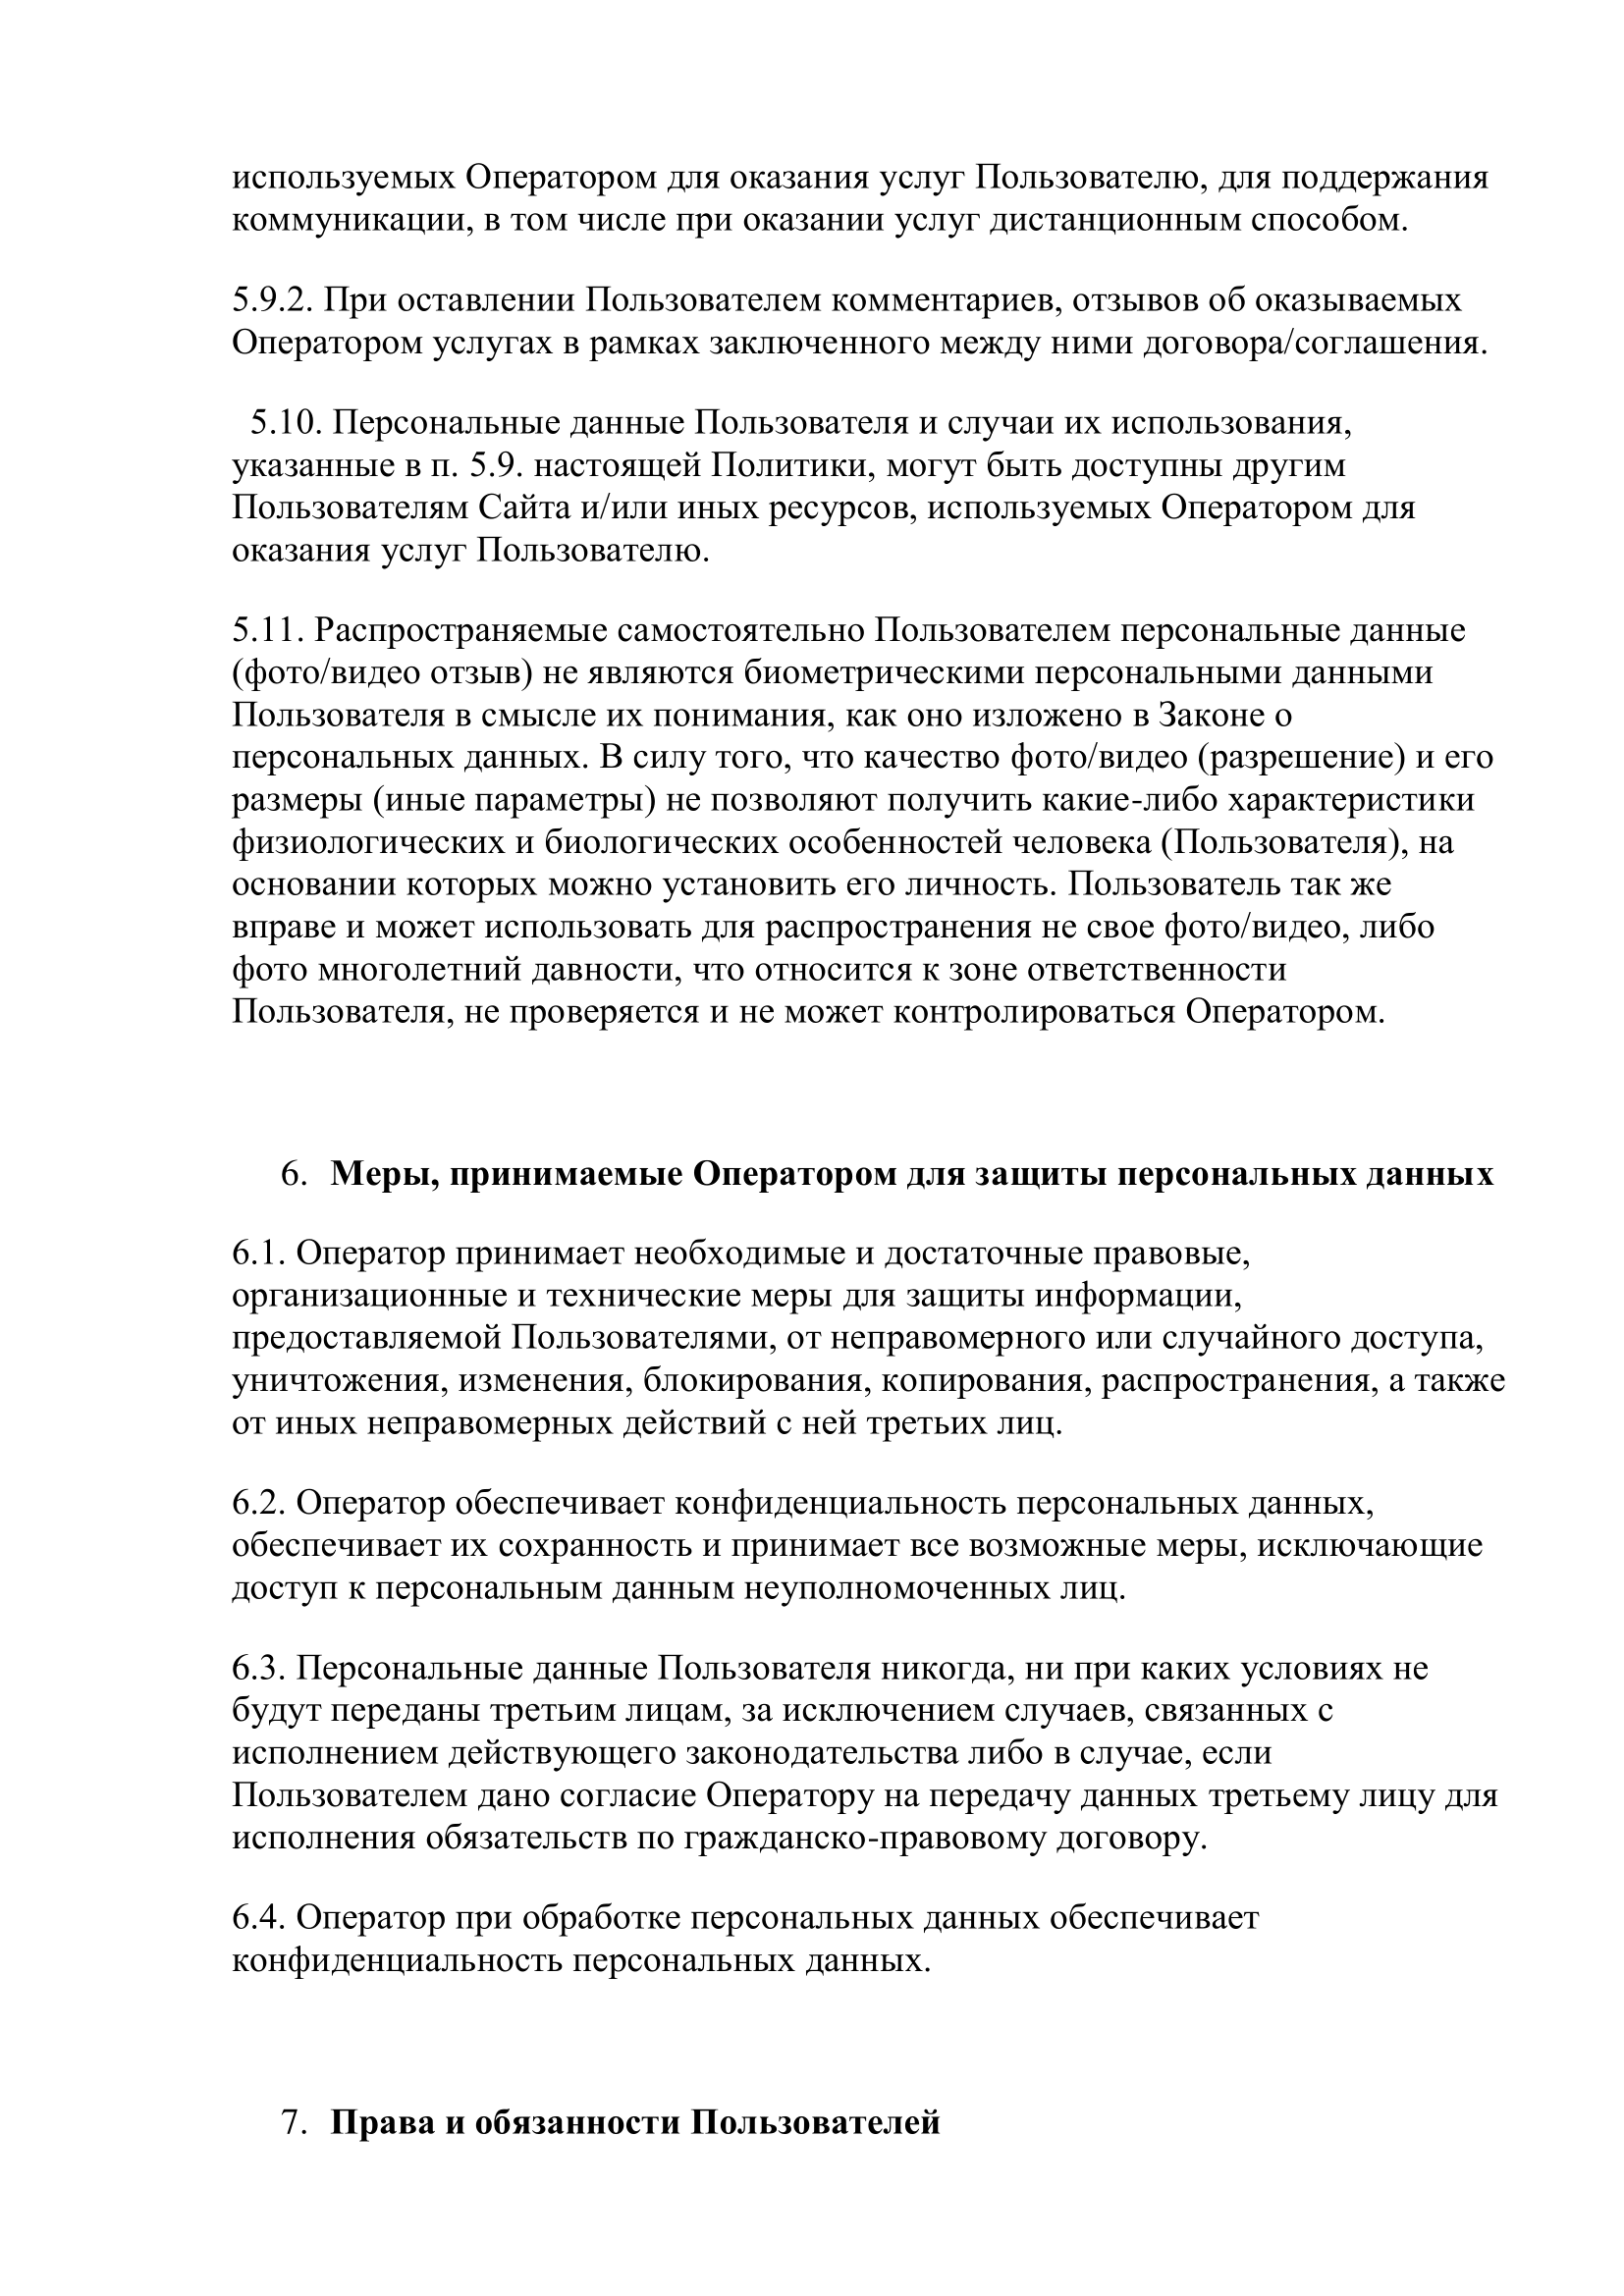 используемых Оператором для оказания услуг Пользователю, для поддержания
коммуникации, в том числе при оказании услуг дистанционным способом.
5.9.2. При оставлении Пользователем комментариев, отзывов об оказываемых
Оператором услугах в рамках заключенного между ними договора/соглашения.
5.10. Персональные данные Пользователя и случаи их использования,
указанные в п. 5.9. настоящей Политики, могут быть доступны другим
Пользователям Сайта и/или иных ресурсов, используемых Оператором для
оказания услуг Пользователю.
5.11. Распространяемые самостоятельно Пользователем персональные данные
(фото/видео отзыв) не являются биометрическими персональными данными
Пользователя в смысле их понимания, как оно изложено в Законе о
персональных данных. В силу того, что качество фото/видео (разрешение) и его
размеры (иные параметры) не позволяют получить какие-либо характеристики
физиологических и биологических особенностей человека (Пользователя), на
основании которых можно установить его личность. Пользователь так же
вправе и может использовать для распространения не свое фото/видео, либо
фото многолетний давности, что относится к зоне ответственности
Пользователя, не проверяется и не может контролироваться Оператором.
6. Меры, принимаемые Оператором для защиты персональных данных
6.1. Оператор принимает необходимые и достаточные правовые,
организационные и технические меры для защиты информации,
предоставляемой Пользователями, от неправомерного или случайного доступа,
уничтожения, изменения, блокирования, копирования, распространения, а также
от иных неправомерных действий с ней третьих лиц.
6.2. Оператор обеспечивает конфиденциальность персональных данных,
обеспечивает их сохранность и принимает все возможные меры, исключающие
доступ к персональным данным неуполномоченных лиц.
6.3. Персональные данные Пользователя никогда, ни при каких условиях не
будут переданы третьим лицам, за исключением случаев, связанных с
исполнением действующего законодательства либо в случае, если
Пользователем дано согласие Оператору на передачу данных третьему лицу для
исполнения обязательств по гражданско-правовому договору.
6.4. Оператор при обработке персональных данных обеспечивает
конфиденциальность персональных данных.
7. Права и обязанности Пользователей